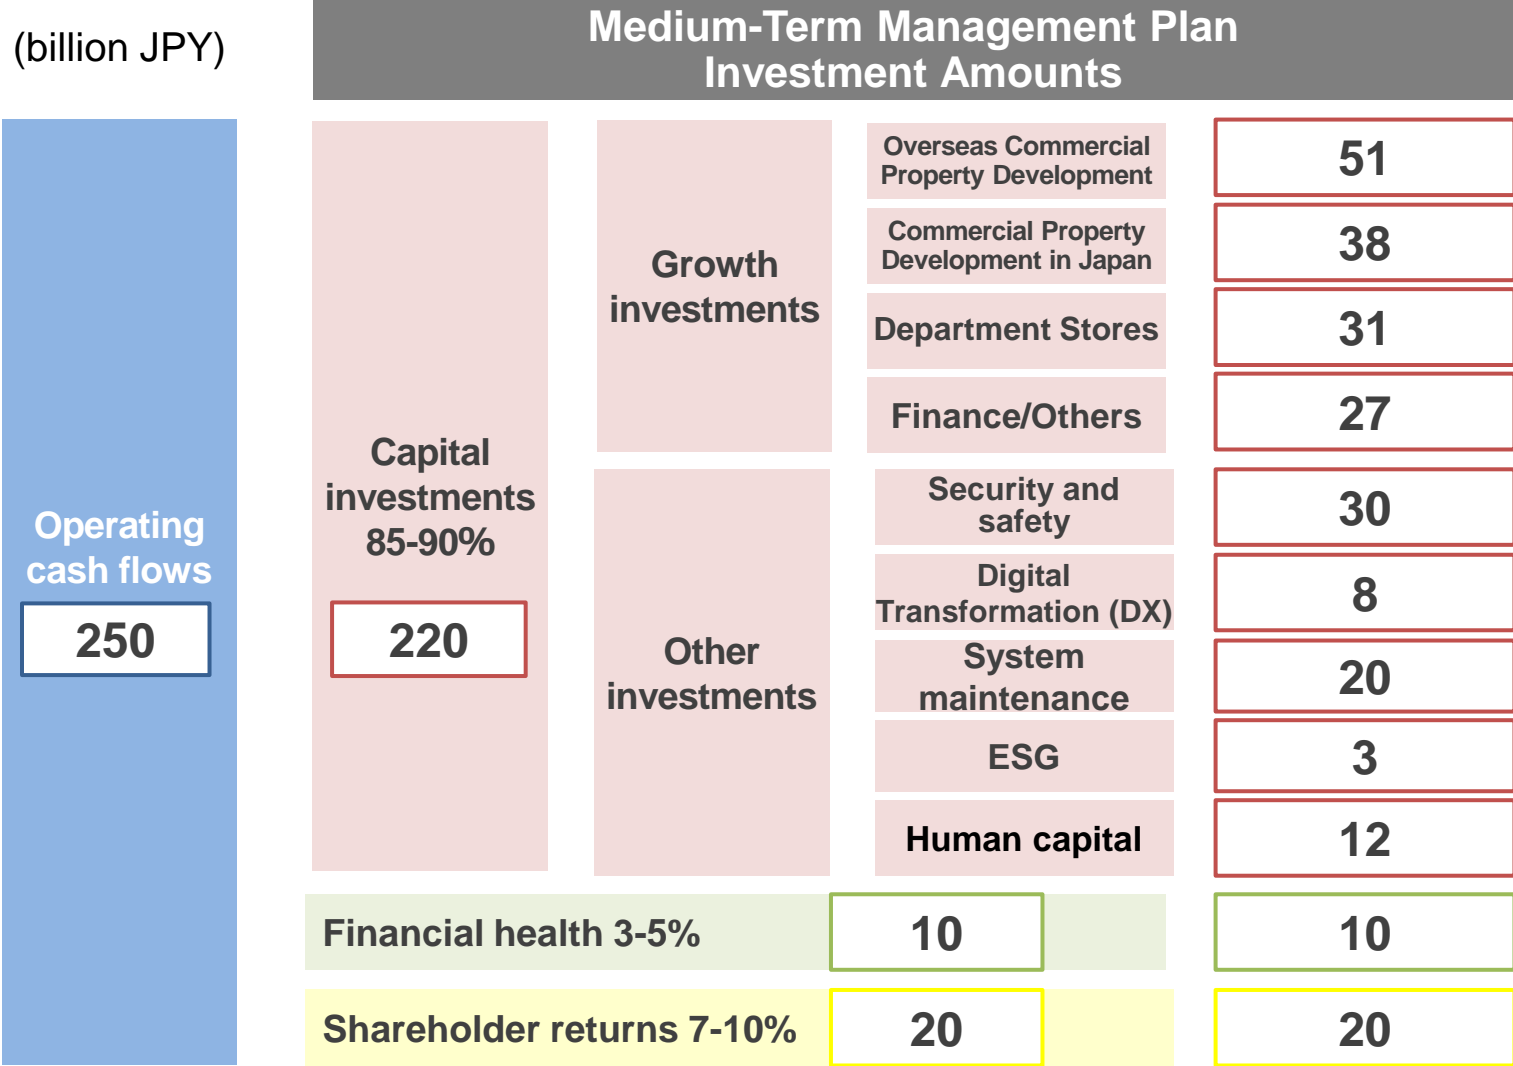 (billion JPY)
Medium-Term Management Plan
Investment Amounts
Operating
cash flows
250
Capital
investments
85-90%
220
Growth
investments
Overseas Commercial
Property Development
51
Commercial Property
Development in Japan
38
Department Stores
31
Finance/Others
27
Other
investments
Security and
safety
30
Digital
Transformation (DX)
8
System
maintenance
20
ESG
3
Human capital
12
Financial health 3-5%
10
10
Shareholder returns 7-10%
20
20